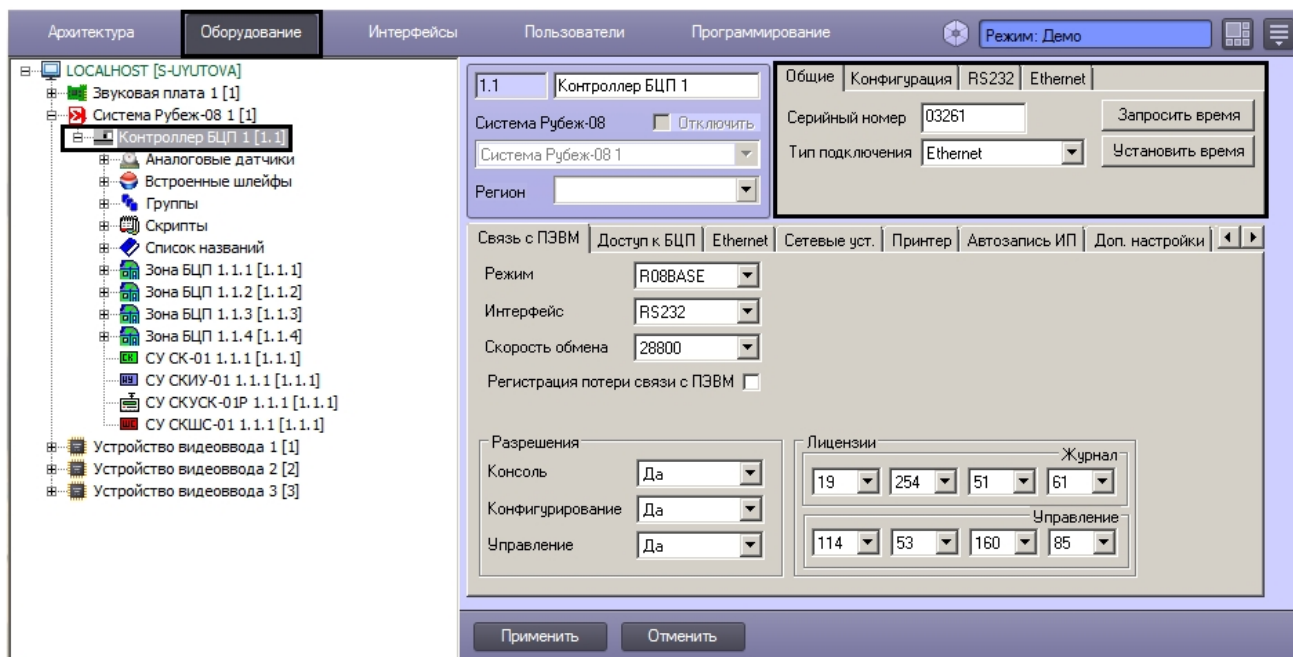 Архитектура
Оборудование
Интерфейсы
Пользователи
Программирование
Режим: Демо
LOCALHOST [S-UYUTOVA]
Звуковая плата 1 [1]
Система Рубеж-08 1 [1]
Контроллер БЦП 1 [1.1]
Аналоговые датчики
Встроенные шлейфы
Группы
Скрипты
Список названий
Зона БЦП 1.1.1 [1.1.1]
Зона БЦП 1.1.2 [1.1.2]
Зона БЦП 1.1.3 [1.1.3]
Зона БЦП 1.1.4 [1.1.4]
СК СУ СК-01 1.1.1 [1.1.1]
ИУ СУ СКИУ-01 1.1.1 [1.1.1]
СУ СКУСК-01Р 1.1.1 [1.1.1]
ШС СУ СКШС-01 1.1.1 [1.1.1]
Устройство видеоввода 1 [1]
Устройство видеоввода 2 [2]
Устройство видеоввода 3 [3]
1.1 Контроллер БЦП 1
Система Рубеж-08 Отключить
Система Рубеж-08 1
Регион
Общие Конфигурация RS232 Ethernet
Серийный номер 03261 Запросить время
Тип подключения Ethernet Установить время
Связь с ПЭВМ Доступ к БЦП Ethernet Сетевые уст. Принтер Автозапись ИП Доп. настройки
Режим R08BASE
Интерфейс RS232
Скорость обмена 28800
Регистрация потери связи с ПЭВМ
Разрешения
Консоль Да
Конфигурирование Да
Управление Да
Лицензии
Журнал
19 254 51 61
Управление
114 53 160 85
Применить Отменить